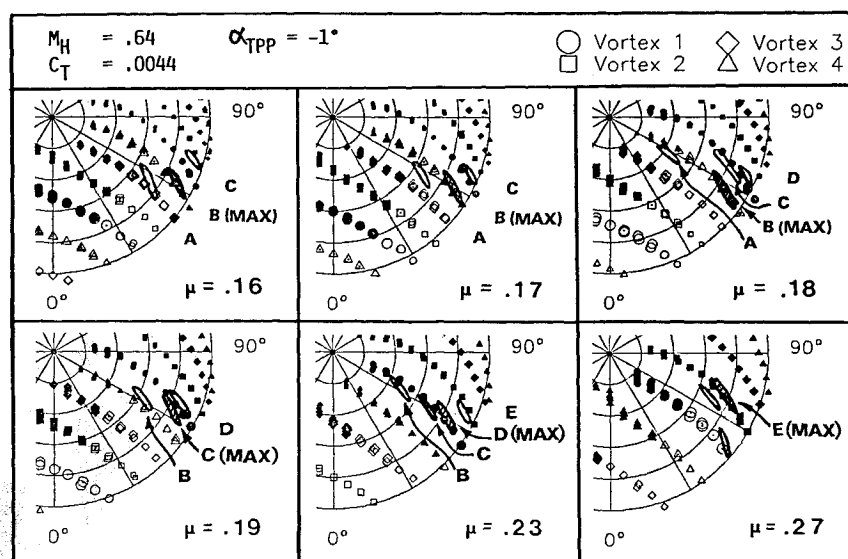 M_H = .64 α_TPP = -1° Vortex 1 Vortex 3
C_T = .0044 Vortex 2 Vortex 4
90°
C
B (MAX)
A
0°
μ = .16
90°
C
B (MAX)
A
0°
μ = .17
90°
D
C
B (MAX)
A
0°
μ = .18
90°
D
C (MAX)
B
0°
μ = .19
90°
E
D (MAX)
C
B
B
0°
μ = .23
90°
E (MAX)
0°
μ = .27